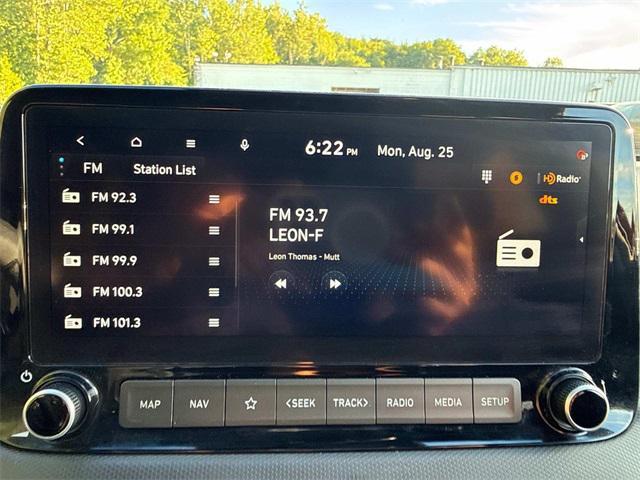 6:22 PM Mon, Aug. 25
FM Station List
HD Radio
dts
FM 92.3
FM 99.1
FM 99.9
FM 100.3
FM 101.3
FM 93.7
LEON-F
Leon Thomas - Mutt
MAP NAV <SEEK TRACK> RADIO MEDIA SETUP